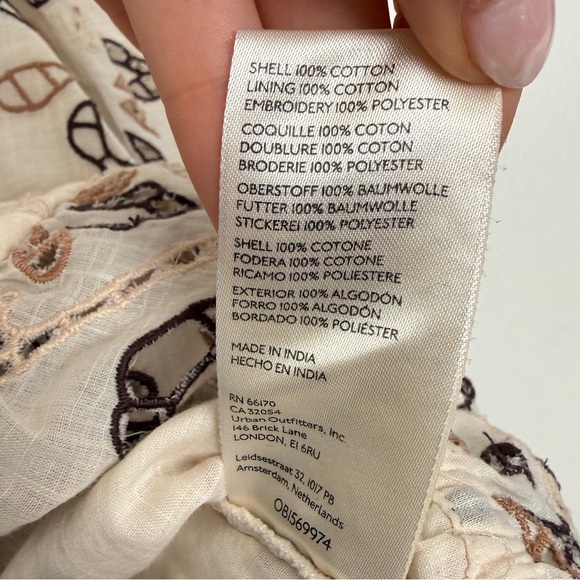 SHELL 100% COTTON
LINING 100% COTTON
EMBROIDERY 100% POLYESTER
COQUILLE 100% COTON
DOUBLURE 100% COTON
BRODERIE 100% POLYESTER
OBERSTOFF 100% BAUMWOLLE
FUTTER 100% BAUMWOLLE
STICKEREI 100% POLYESTER
SHELL 100% COTONE
FODERA 100% COTONE
RICAMO 100% POLIESTERE
EXTERIOR 100% ALGODÓN
FORRO 100% ALGODÓN
BORDADO 100% POLIÉSTER
MADE IN INDIA
HECHO EN INDIA
RN 66170
CA 32054
Urban Outfitters, Inc.
146 Brick Lane
LONDON, E1 6RU
Leidsestraat 32, 1017 PB
Amsterdam, Netherlands
OB1569974